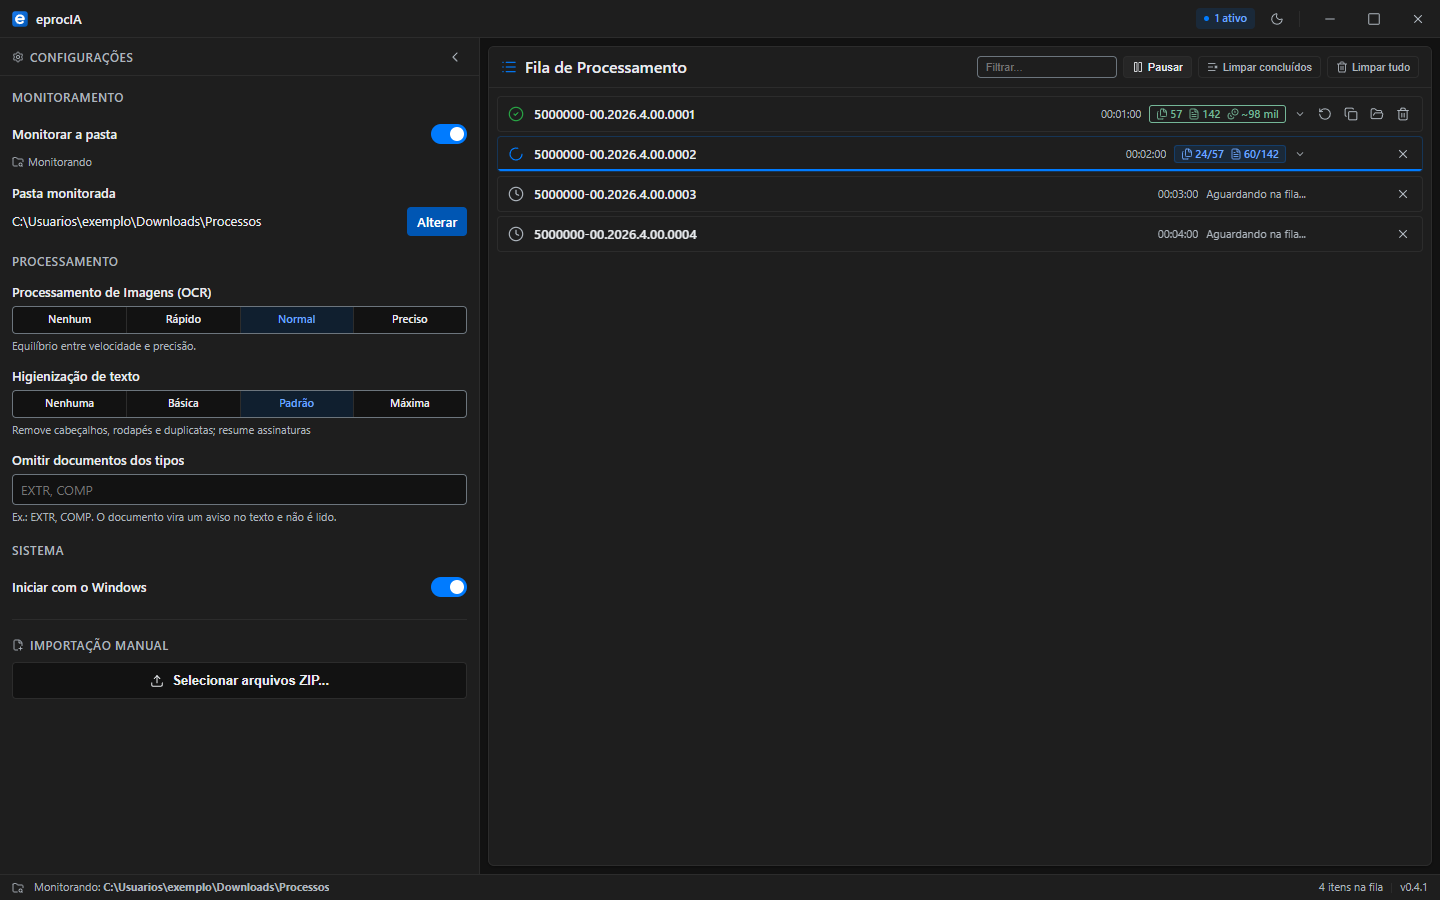 eprocIA
1 ativo
CONFIGURAÇÕES
MONITORAMENTO
Monitorar a pasta
Monitorando
Pasta monitorada
C:\Usuarios\exemplo\Downloads\Processos
Alterar
PROCESSAMENTO
Processamento de Imagens (OCR)
Nenhum Rápido Normal Preciso
Equilíbrio entre velocidade e precisão.
Higienização de texto
Nenhuma Básica Padrão Máxima
Remove cabeçalhos, rodapés e duplicatas; resume assinaturas
Omitir documentos dos tipos
EXTR, COMP
Ex.: EXTR, COMP. O documento vira um aviso no texto e não é lido.
SISTEMA
Iniciar com o Windows
IMPORTAÇÃO MANUAL
Selecionar arquivos ZIP...
Fila de Processamento
Filtrar... Pausar Limpar concluídos Limpar tudo
5000000-00.2026.4.00.0001 00:01:00 57 142 ~98 mil
5000000-00.2026.4.00.0002 00:02:00 24/57 60/142
5000000-00.2026.4.00.0003 00:03:00 Aguardando na fila...
5000000-00.2026.4.00.0004 00:04:00 Aguardando na fila...
Monitorando: C:\Usuarios\exemplo\Downloads\Processos
4 itens na fila v0.4.1